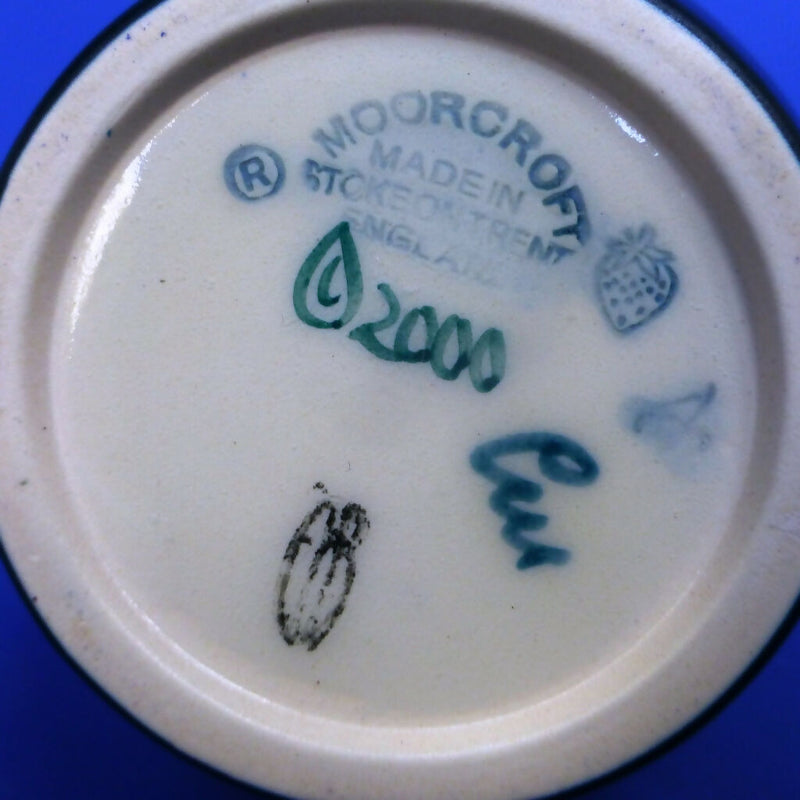 ®
MOORCROFT
MADE IN
STOKE ON TRENT
ENGLAND
2000